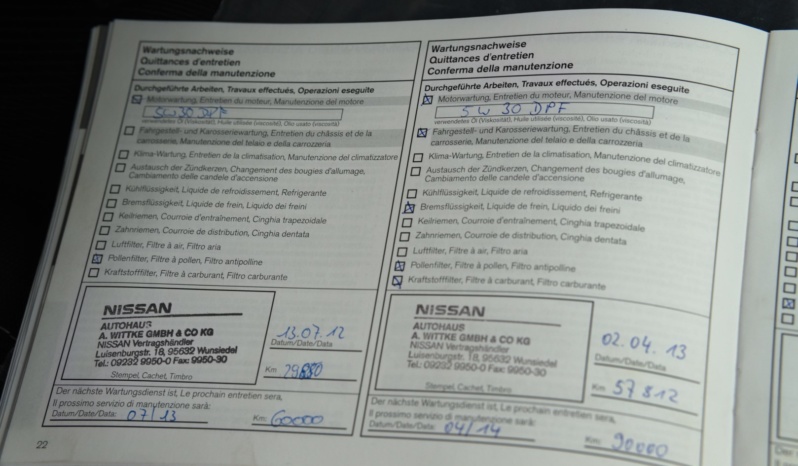 Wartungsnachweise
Quittances d'entretien
Conferma della manutenzione
Durchgeführte Arbeiten, Travaux effectués, Operazioni eseguite
Motorwartung, Entretien du moteur, Manutenzione del motore
5W30 DPF
verwendetes Öl (Viskosität), Huile utilisée (viscosité), Olio usato (viscosità)
Fahrgestell- und Karosseriewartung, Entretien du châssis et de la
carrosserie, Manutenzione del telaio e della carrozzeria
Klima-Wartung, Entretien de la climatisation, Manutenzione del climatizzatore
Austausch der Zündkerzen, Changement des bougies d'allumage,
Cambiamento delle candele d'accensione
Kühlflüssigkeit, Liquide de refroidissement, Refrigerante
Bremsflüssigkeit, Liquide de frein, Liquido dei freini
Keilriemen, Courroie d'entraînement, Cinghia trapezoidale
Zahnriemen, Courroie de distribution, Cinghia dentata
Luftfilter, Filtre à air, Filtro aria
Pollenfilter, Filtre à pollen, Filtro antipolline
Kraftstofffilter, Filtre à carburant, Filtro carburante
NISSAN
AUTOHAUS
A. WITTKE GMBH & CO KG
NISSAN Vertragshändler
Luisenburgstr. 18, 95632 Wunsiedel
Tel.: 09232 9950-0 Fax: 9950-30
Stempel, Cachet, Timbro
13.07.12
Datum/Date/Data
Km
Der nächste Wartungsdienst ist, Le prochain entretien sera,
Il prossimo servizio di manutenzione sarà:
Datum/Date/Data: 07/13 Km: 60000
22
Wartungsnachweise
Quittances d'entretien
Conferma della manutenzione
Durchgeführte Arbeiten, Travaux effectués, Operazioni eseguite
Motorwartung, Entretien du moteur, Manutenzione del motore
5W30 DPF
verwendetes Öl (Viskosität), Huile utilisée (viscosité), Olio usato (viscosità)
Fahrgestell- und Karosseriewartung, Entretien du châssis et de la
carrosserie, Manutenzione del telaio e della carrozzeria
Klima-Wartung, Entretien de la climatisation, Manutenzione del climatizzatore
Austausch der Zündkerzen, Changement des bougies d'allumage,
Cambiamento delle candele d'accensione
Kühlflüssigkeit, Liquide de refroidissement, Refrigerante
Bremsflüssigkeit, Liquide de frein, Liquido dei freini
Keilriemen, Courroie d'entraînement, Cinghia trapezoidale
Zahnriemen, Courroie de distribution, Cinghia dentata
Luftfilter, Filtre à air, Filtro aria
Pollenfilter, Filtre à pollen, Filtro antipolline
Kraftstofffilter, Filtre à carburant, Filtro carburante
NISSAN
AUTOHAUS
A. WITTKE GMBH & CO KG
NISSAN Vertragshändler
Luisenburgstr. 18, 95632 Wunsiedel
Tel.: 09232 9950-0 Fax: 9950-30
Stempel, Cachet, Timbro
02.04.13
Datum/Date/Data
Km 57812
Der nächste Wartungsdienst ist, Le prochain entretien sera,
Il prossimo servizio di manutenzione sarà:
Datum/Date/Data: 04/14 Km: 90000